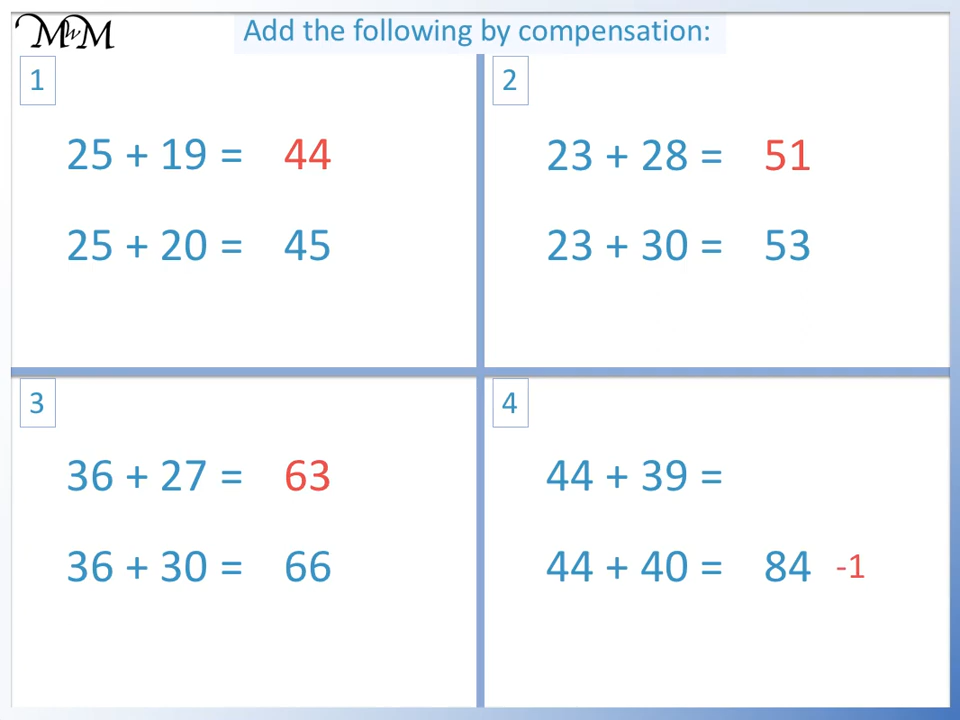 MwM
Add the following by compensation:
1
25 + 19 = 44
25 + 20 = 45
2
23 + 28 = 51
23 + 30 = 53
3
36 + 27 = 63
36 + 30 = 66
4
44 + 39 =
44 + 40 = 84 -1